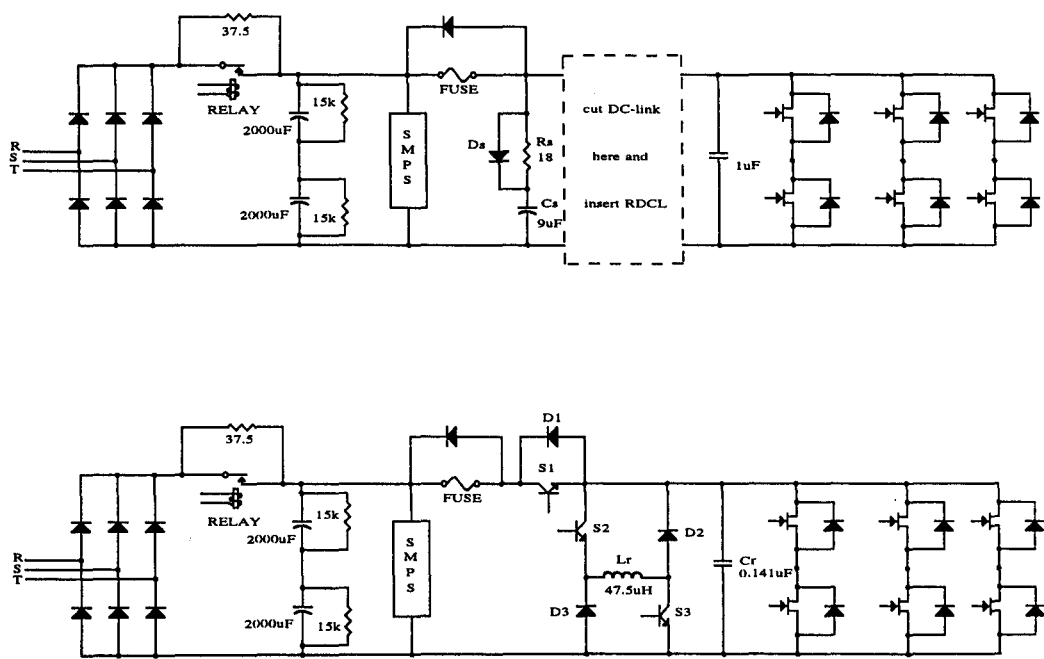 37.5
RELAY
15k
2000uF
2000uF
15k
SMPS
FUSE
Ds
Rs
18
Cs
9uF
cut DC-link
here and
insert RDCL
1uF
R
S
T
37.5
RELAY
15k
2000uF
2000uF
15k
SMPS
FUSE
D1
S1
S2
D2
Lr
47.5uH
D3
S3
Cr
0.141uF
R
S
T